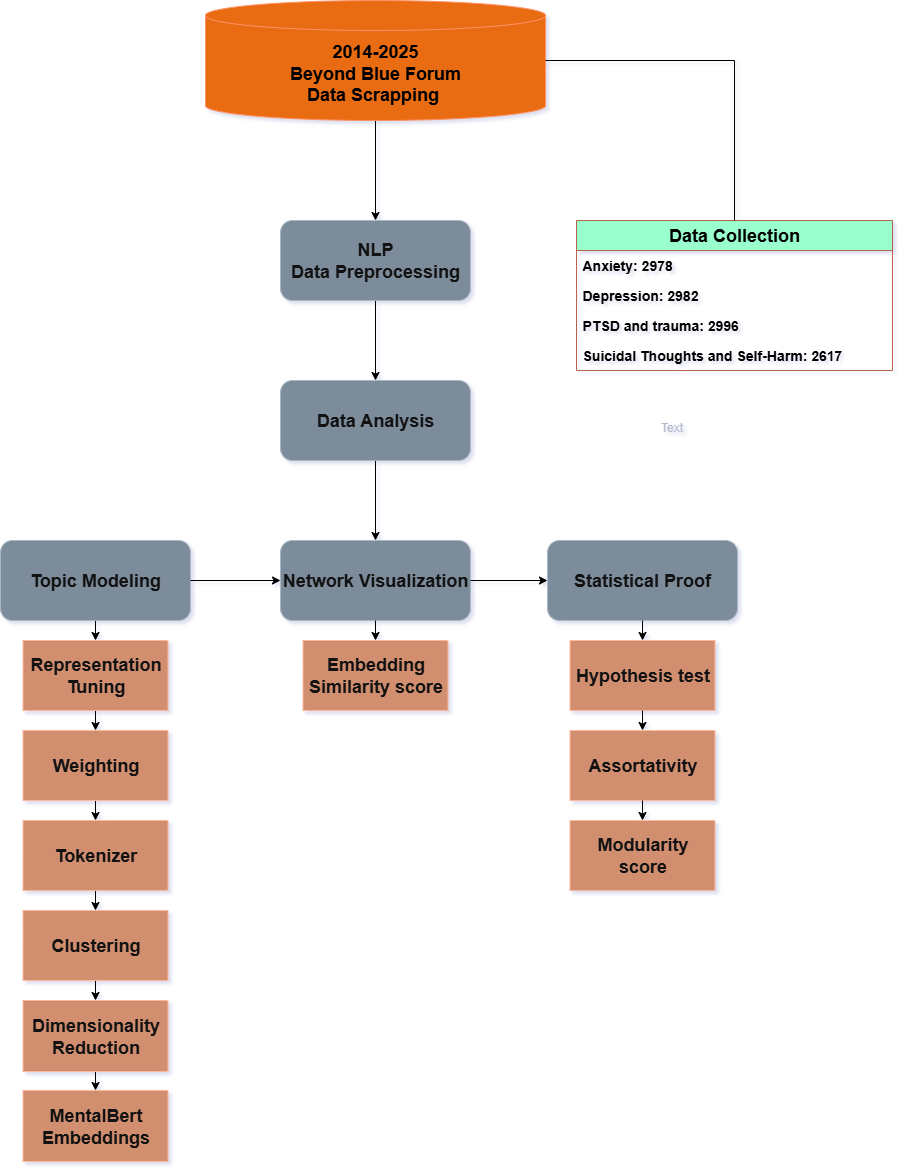 2014-2025
Beyond Blue Forum
Data Scrapping
NLP
Data Preprocessing
Data Collection
Anxiety: 2978
Depression: 2982
PTSD and trauma: 2996
Suicidal Thoughts and Self-Harm: 2617
Data Analysis
Text
Topic Modeling
Network Visualization
Statistical Proof
Representation
Tuning
Weighting
Tokenizer
Clustering
Dimensionality
Reduction
MentalBert
Embeddings
Embedding
Similarity score
Hypothesis test
Assortativity
Modularity
score